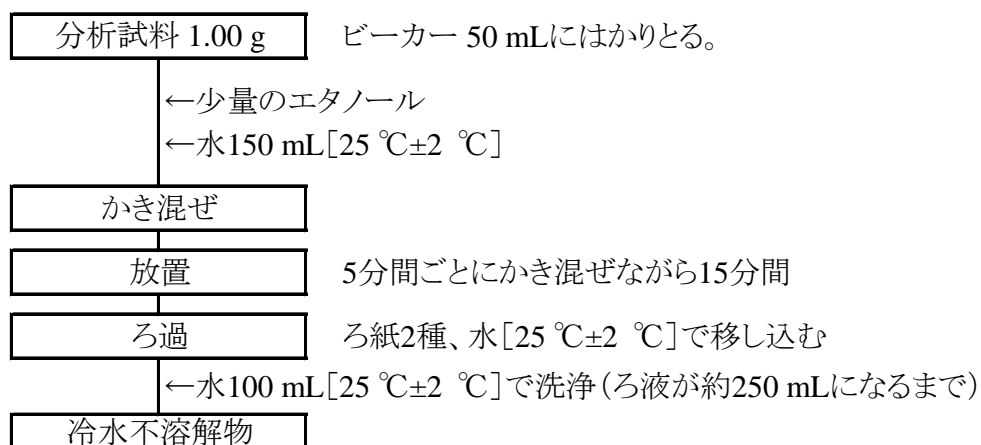 分析試料 1.00 g ビーカー 50 mLにはかりとる。
←少量のエタノール
←水150 mL[25 ℃±2 ℃]
かき混ぜ
放置 5分間ごとにかき混ぜながら15分間
ろ過 ろ紙2種、水[25 ℃±2 ℃]で移し込む
←水100 mL[25 ℃±2 ℃]で洗浄(ろ液が約250 mLになるまで)
冷水不溶解物